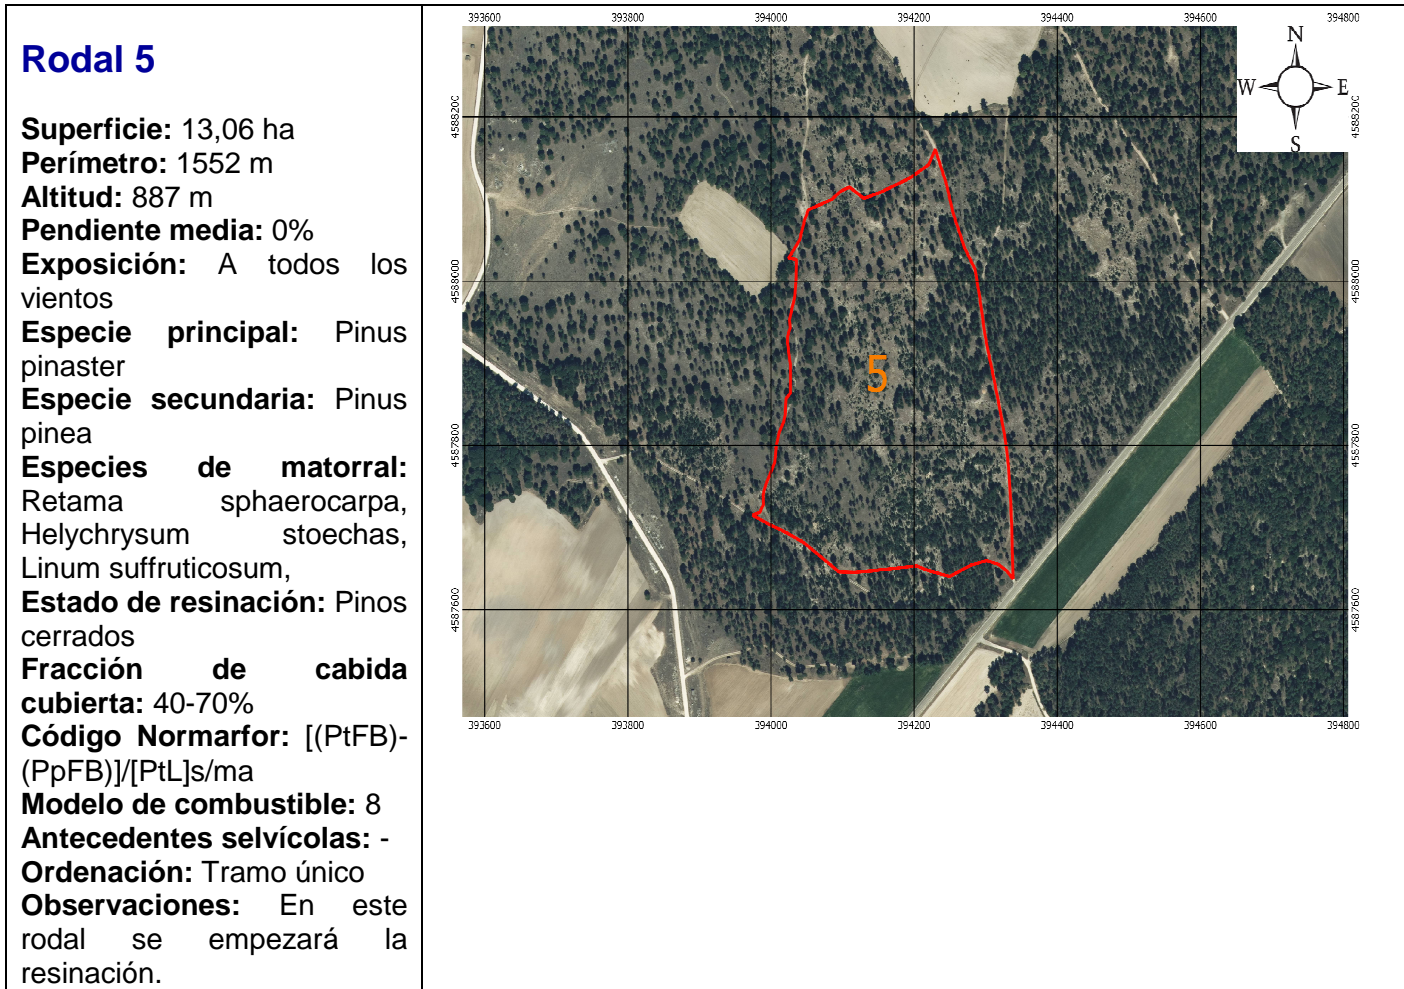 Rodal 5
Superficie: 13,06 ha
Perímetro: 1552 m
Altitud: 887 m
Pendiente media: 0%
Exposición: A todos los
vientos
Especie principal: Pinus
pinaster
Especie secundaria: Pinus
pinea
Especies de matorral:
Retama sphaerocarpa,
Helychrysum stoechas,
Linum suffruticosum,
Estado de resinación: Pinos
cerrados
Fracción de cabida
cubierta: 40-70%
Código Normarfor: [(PtFB)-
(PpFB)]/[PtL]s/ma
Modelo de combustible: 8
Antecedentes selvícolas: -
Ordenación: Tramo único
Observaciones: En este
rodal se empezará la
resinación.
393600 393800 394000 394200 394400 394600 394800
N
W E
S
4588200 4588200
4588000 4588000
5
4587800 4587800
4587600 4587600
393600 393800 394000 394200 394400 394600 394800